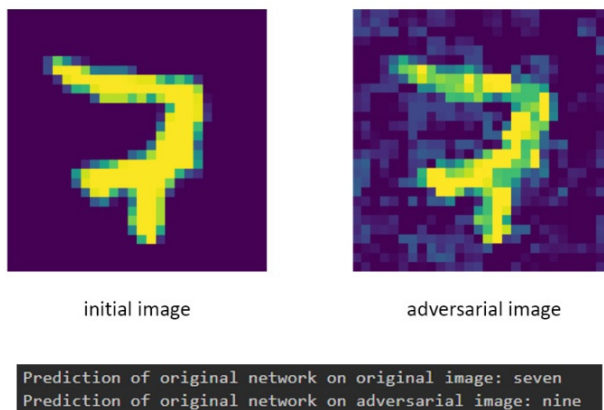 initial image
adversarial image
Prediction of original network on original image: seven
Prediction of original network on adversarial image: nine